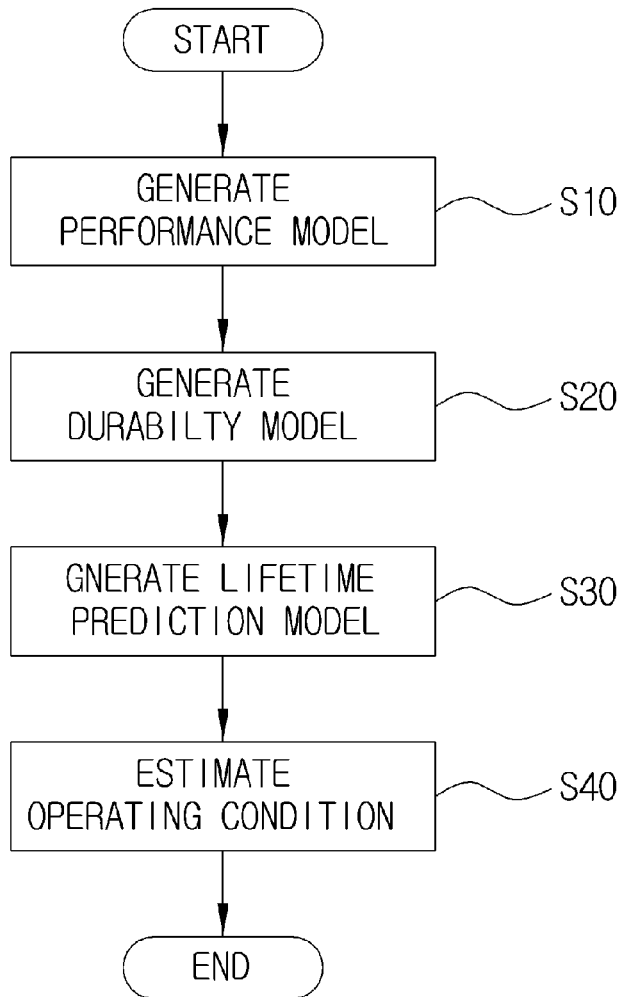 START
GENERATE
PERFORMANCE MODEL
S10
GENERATE
DURABILTY MODEL
S20
GNERATE LIFETIME
PREDICTION MODEL
S30
ESTIMATE
OPERATING CONDITION
S40
END